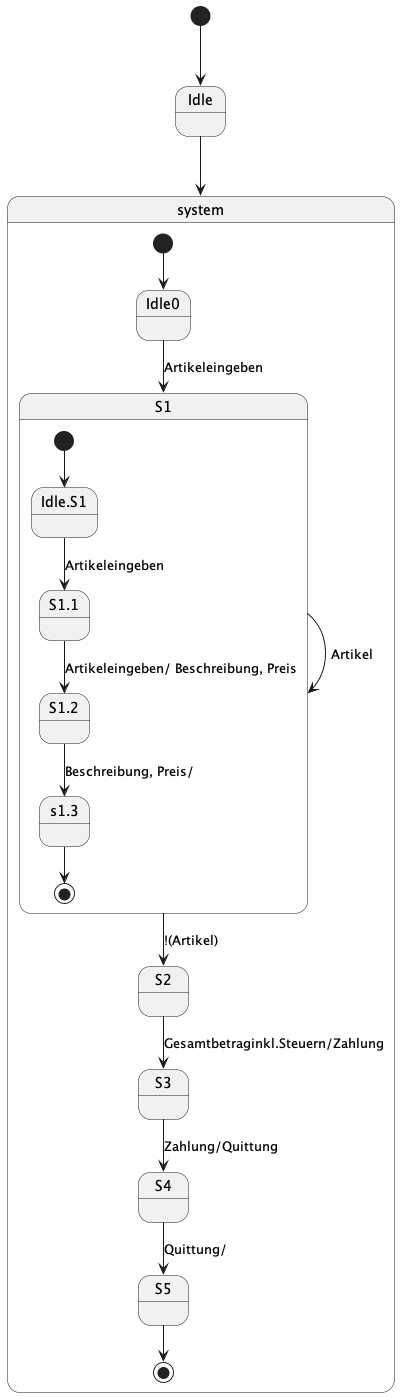 Idle
system
Idle0
Artikeleingeben
S1
Idle.S1
Artikeleingeben
S1.1
Artikel
Artikeleingeben/ Beschreibung, Preis
S1.2
Beschreibung, Preis/
s1.3
!(Artikel)
S2
Gesamtbetraginkl.Steuern/Zahlung
S3
Zahlung/Quittung
S4
Quittung/
S5